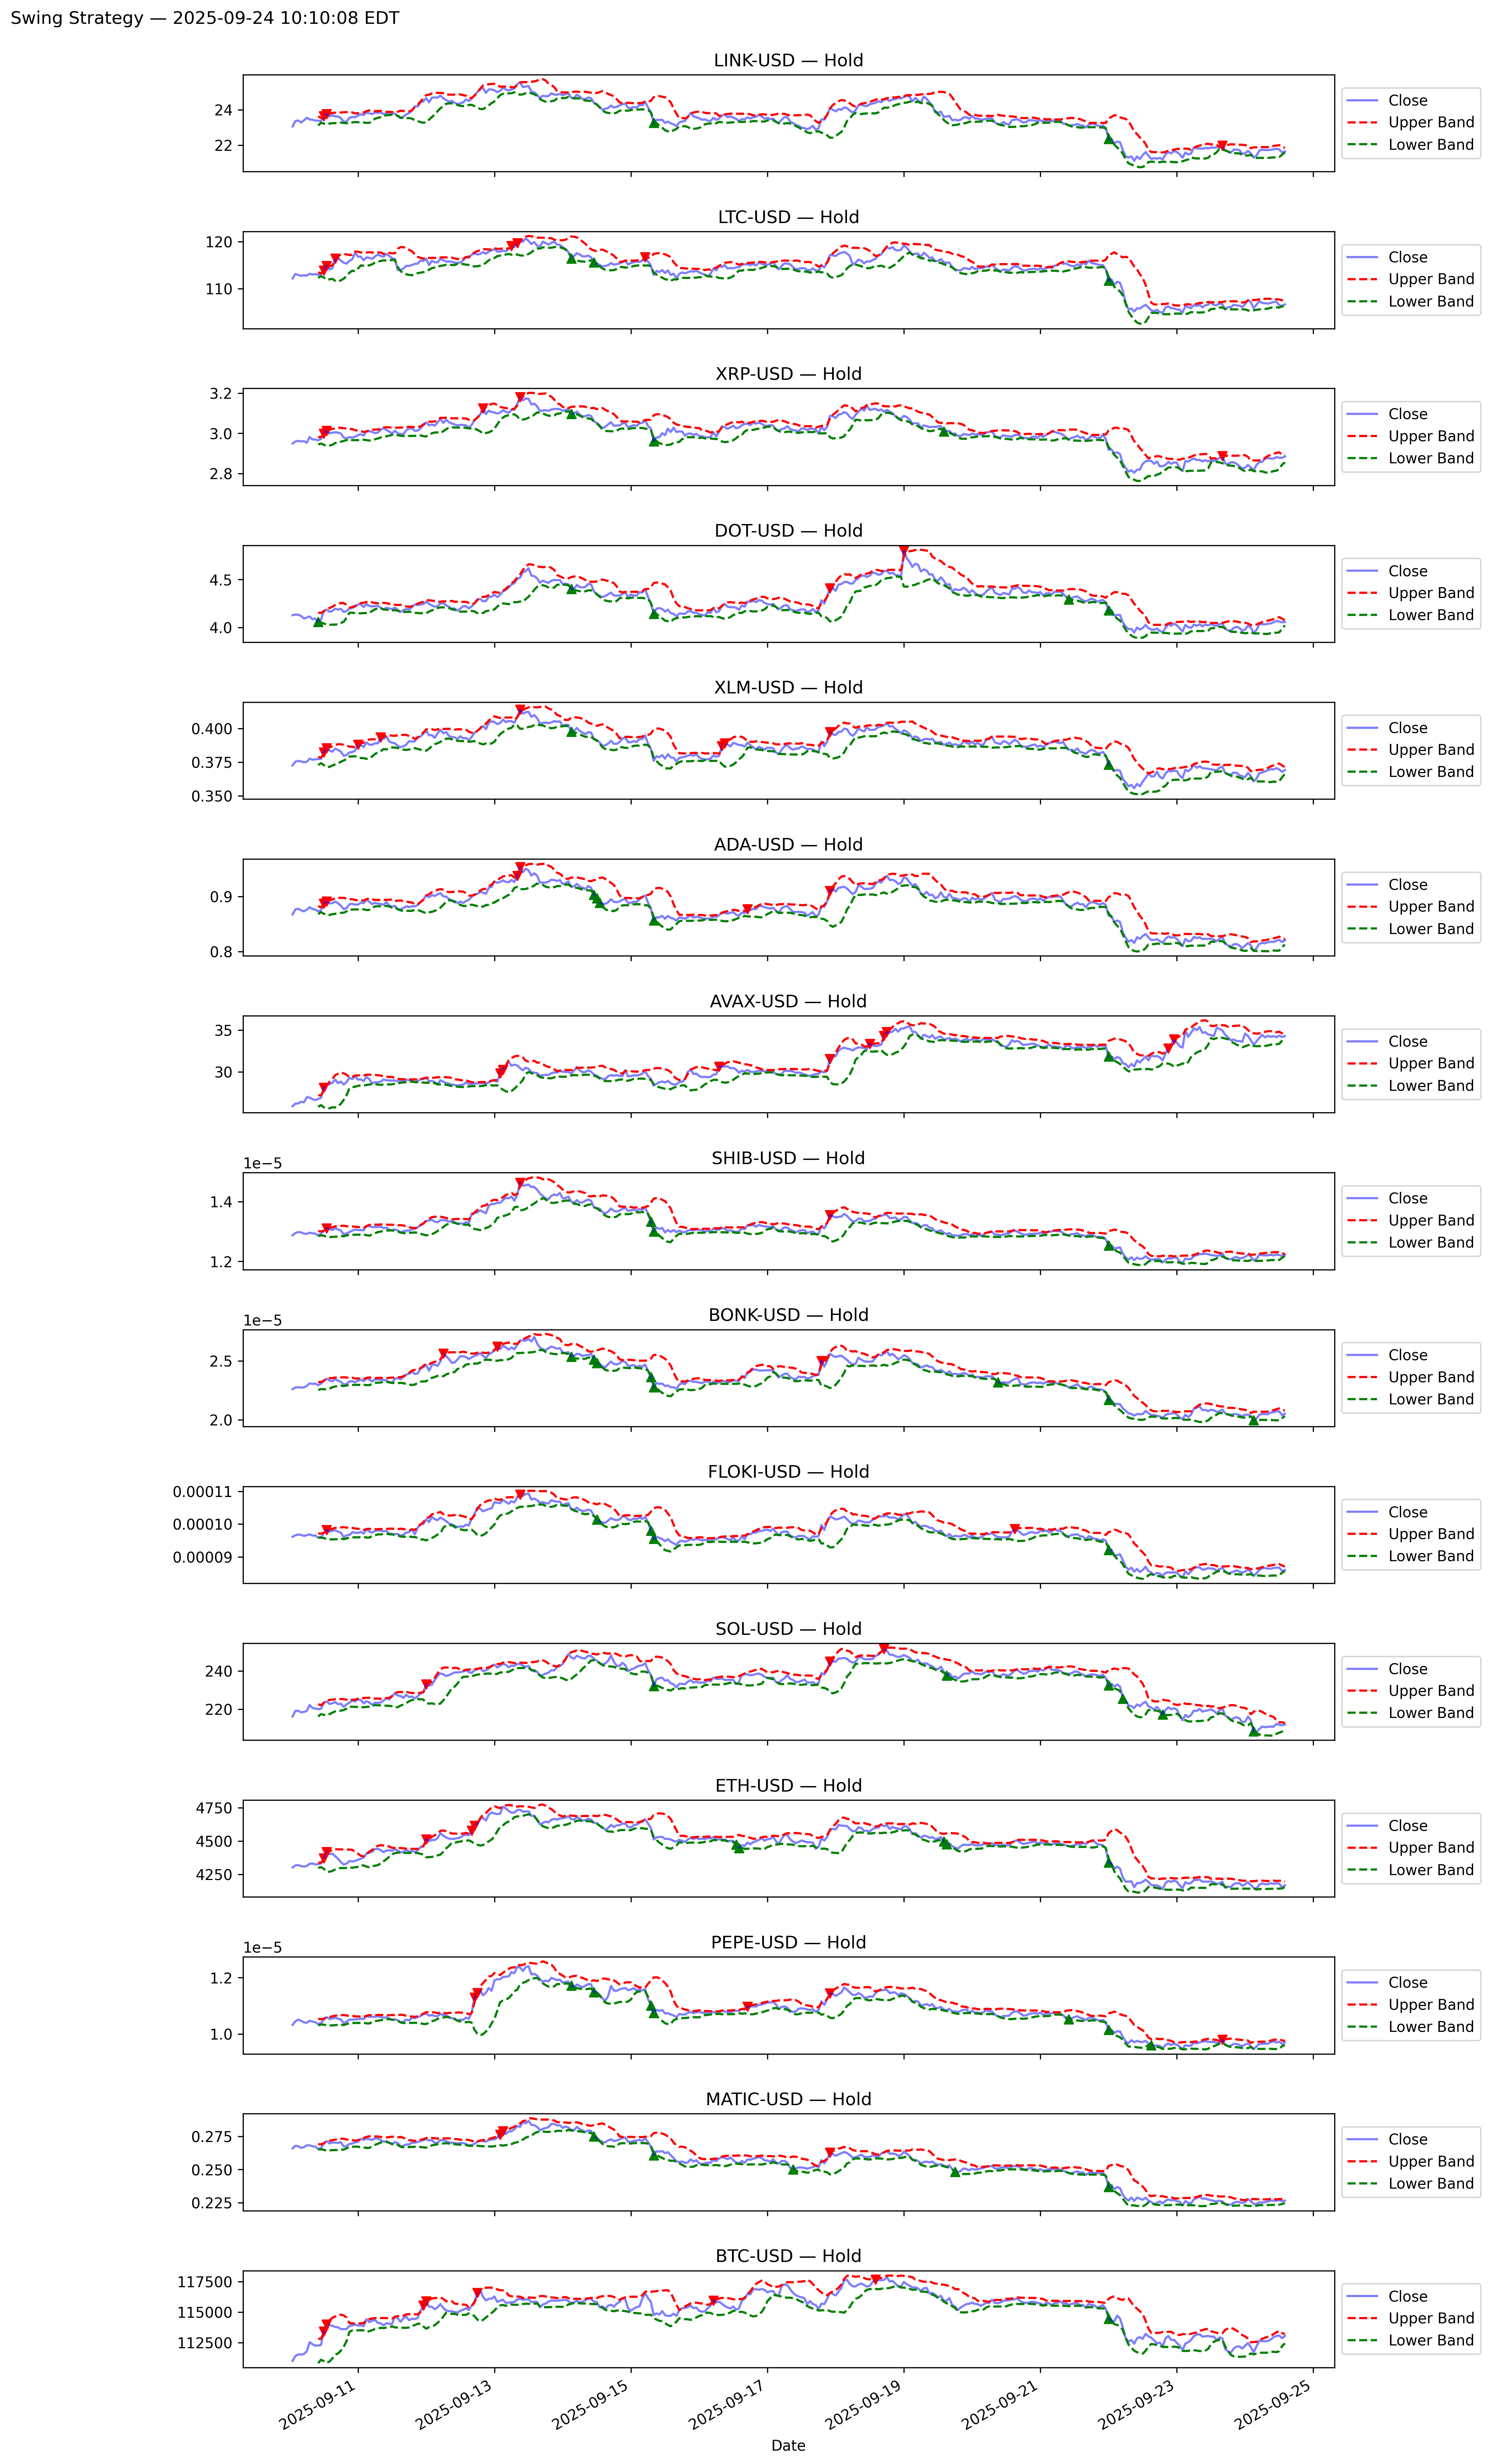 Swing Strategy — 2025-09-24 10:10:08 EDT
LINK-USD — Hold
24
22
Close
Upper Band
Lower Band
LTC-USD — Hold
120
110
Close
Upper Band
Lower Band
XRP-USD — Hold
3.2
3.0
2.8
Close
Upper Band
Lower Band
DOT-USD — Hold
4.5
4.0
Close
Upper Band
Lower Band
XLM-USD — Hold
0.400
0.375
0.350
Close
Upper Band
Lower Band
ADA-USD — Hold
0.9
0.8
Close
Upper Band
Lower Band
AVAX-USD — Hold
35
30
Close
Upper Band
Lower Band
SHIB-USD — Hold
1e−5
1.4
1.2
Close
Upper Band
Lower Band
BONK-USD — Hold
1e−5
2.5
2.0
Close
Upper Band
Lower Band
FLOKI-USD — Hold
0.00011
0.00010
0.00009
Close
Upper Band
Lower Band
SOL-USD — Hold
240
220
Close
Upper Band
Lower Band
ETH-USD — Hold
4750
4500
4250
Close
Upper Band
Lower Band
PEPE-USD — Hold
1e−5
1.2
1.0
Close
Upper Band
Lower Band
MATIC-USD — Hold
0.275
0.250
0.225
Close
Upper Band
Lower Band
BTC-USD — Hold
117500
115000
112500
Close
Upper Band
Lower Band
2025-09-11
2025-09-13
2025-09-15
2025-09-17
2025-09-19
2025-09-21
2025-09-23
2025-09-25
Date